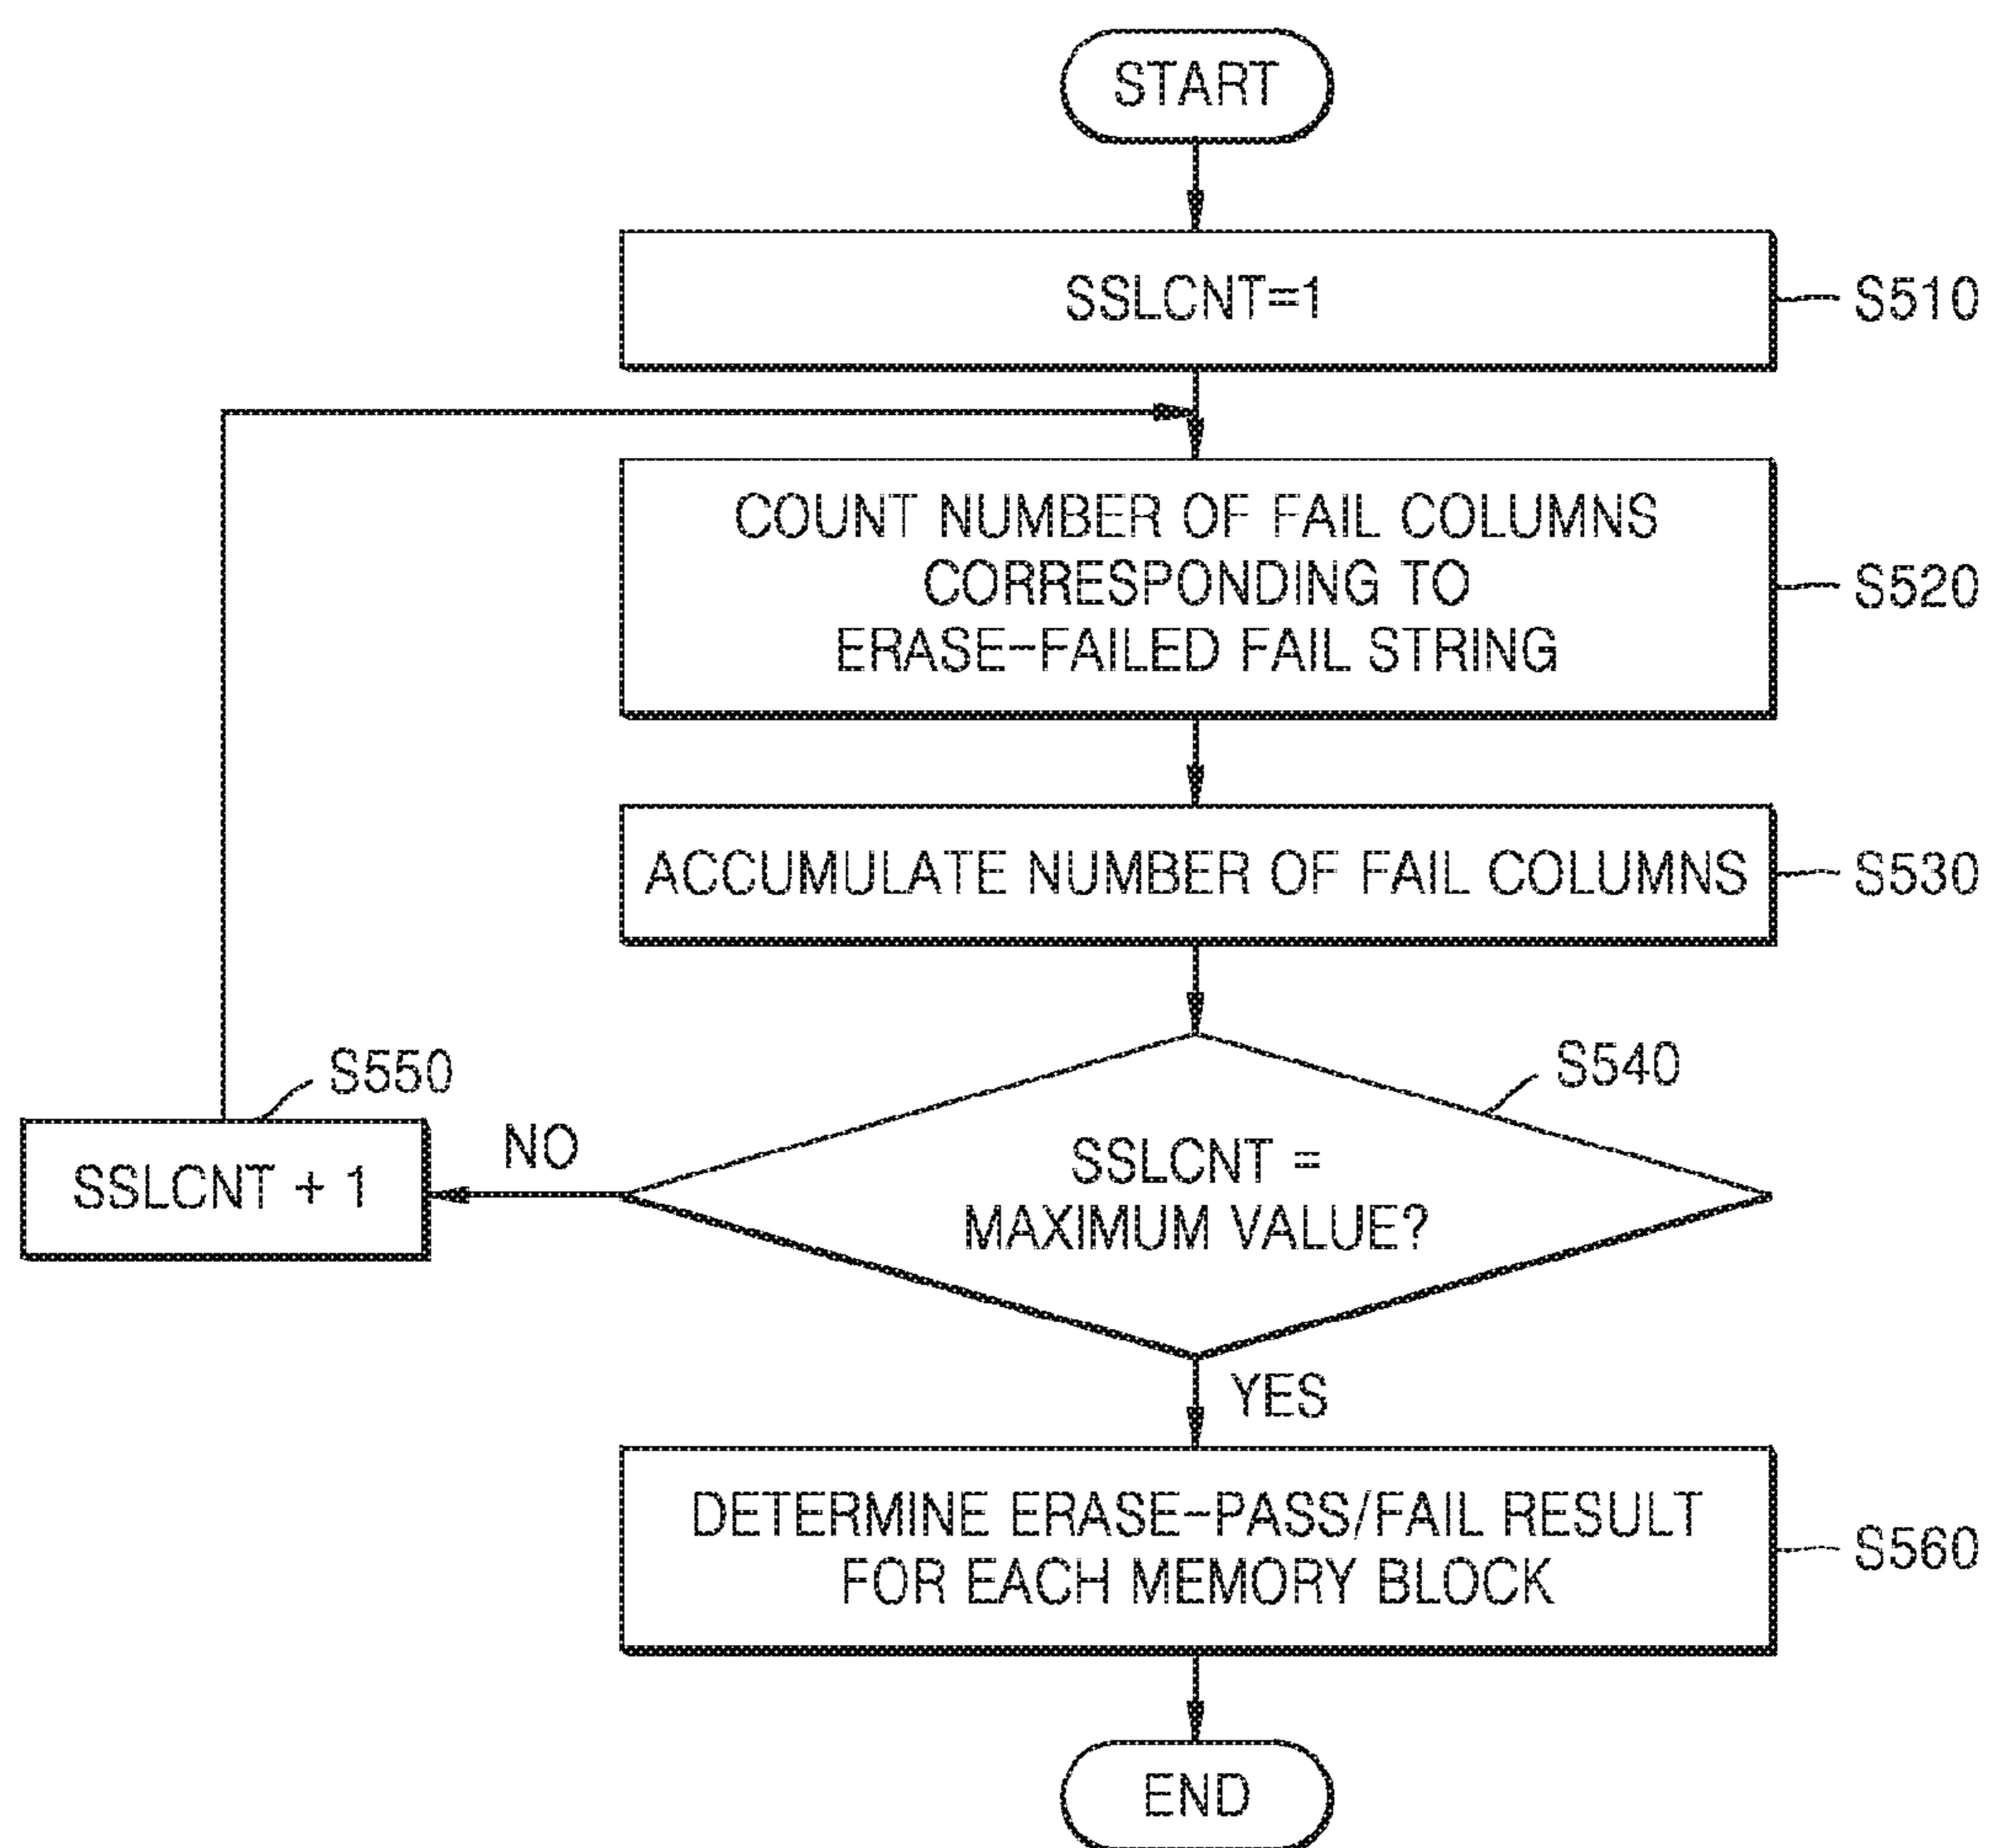 START
SSLCNT=1
S510
COUNT NUMBER OF FAIL COLUMNS
CORRESPONDING TO
ERASE-FAILED FAIL STRING
S520
ACCUMULATE NUMBER OF FAIL COLUMNS
S530
S540
SSLCNT =
MAXIMUM VALUE?
NO
S550
SSLCNT + 1
YES
DETERMINE ERASE-PASS/FAIL RESULT
FOR EACH MEMORY BLOCK
S560
END